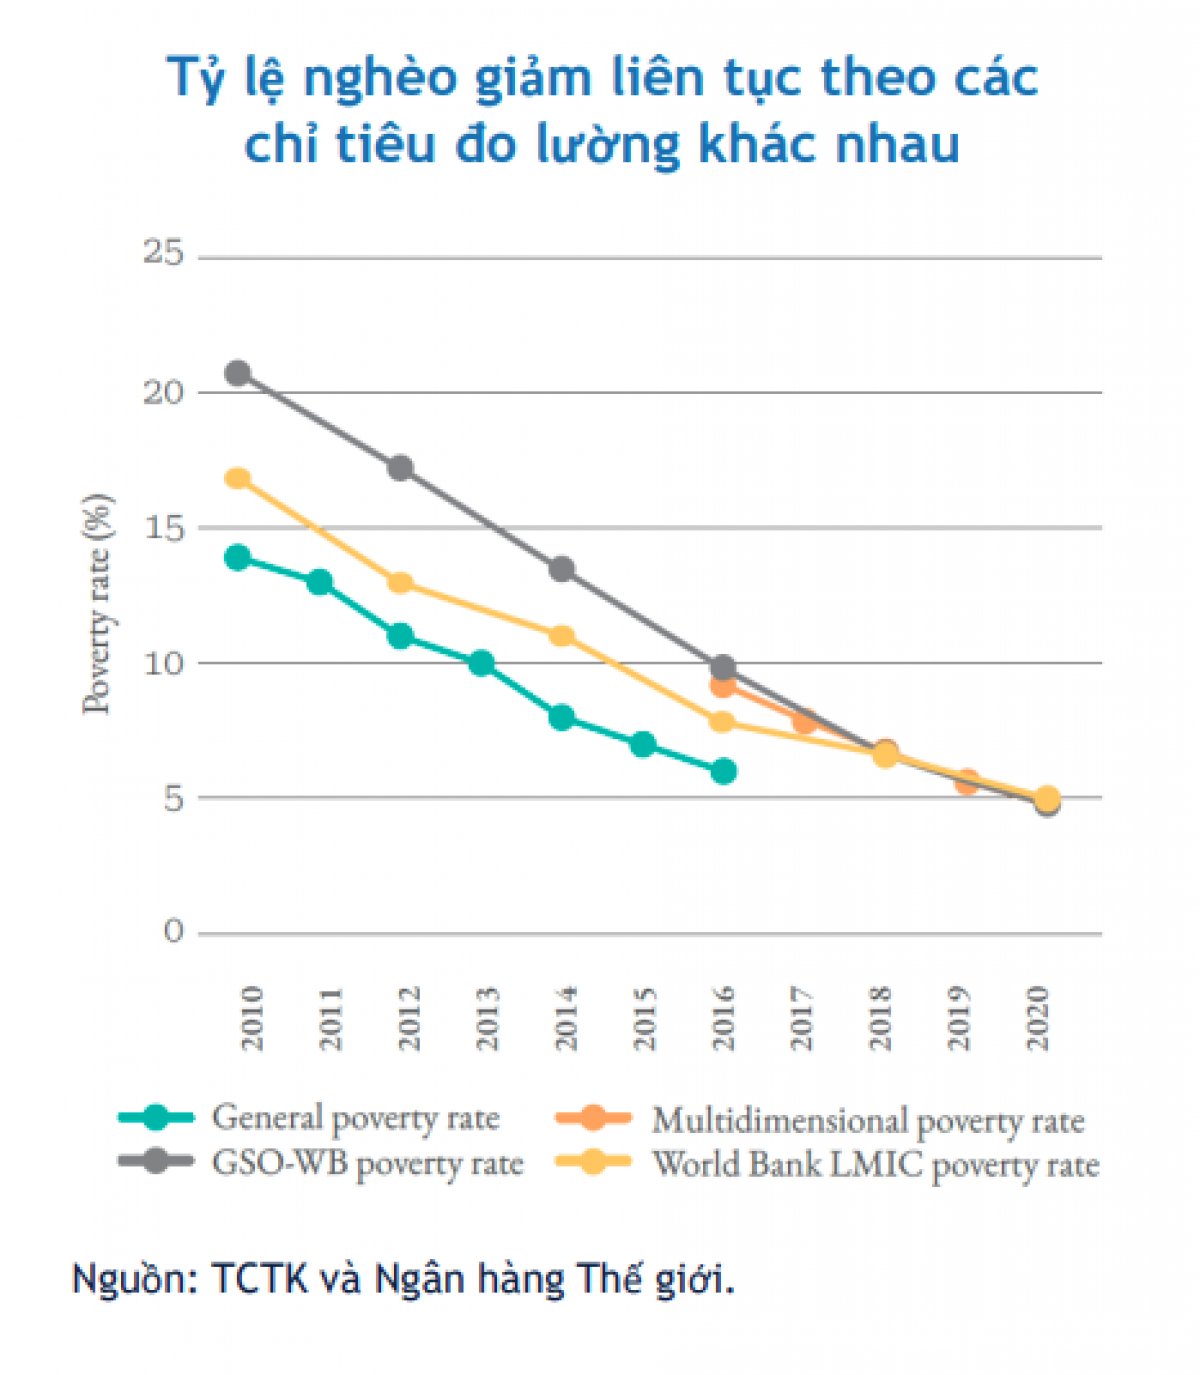 Tỷ lệ nghèo giảm liên tục theo các
chỉ tiêu đo lường khác nhau
25
20
15
10
5
0
Poverty rate (%)
2010
2011
2012
2013
2014
2015
2016
2017
2018
2019
2020
General poverty rate
Multidimensional poverty rate
GSO-WB poverty rate
World Bank LMIC poverty rate
Nguồn: TCTK và Ngân hàng Thế giới.